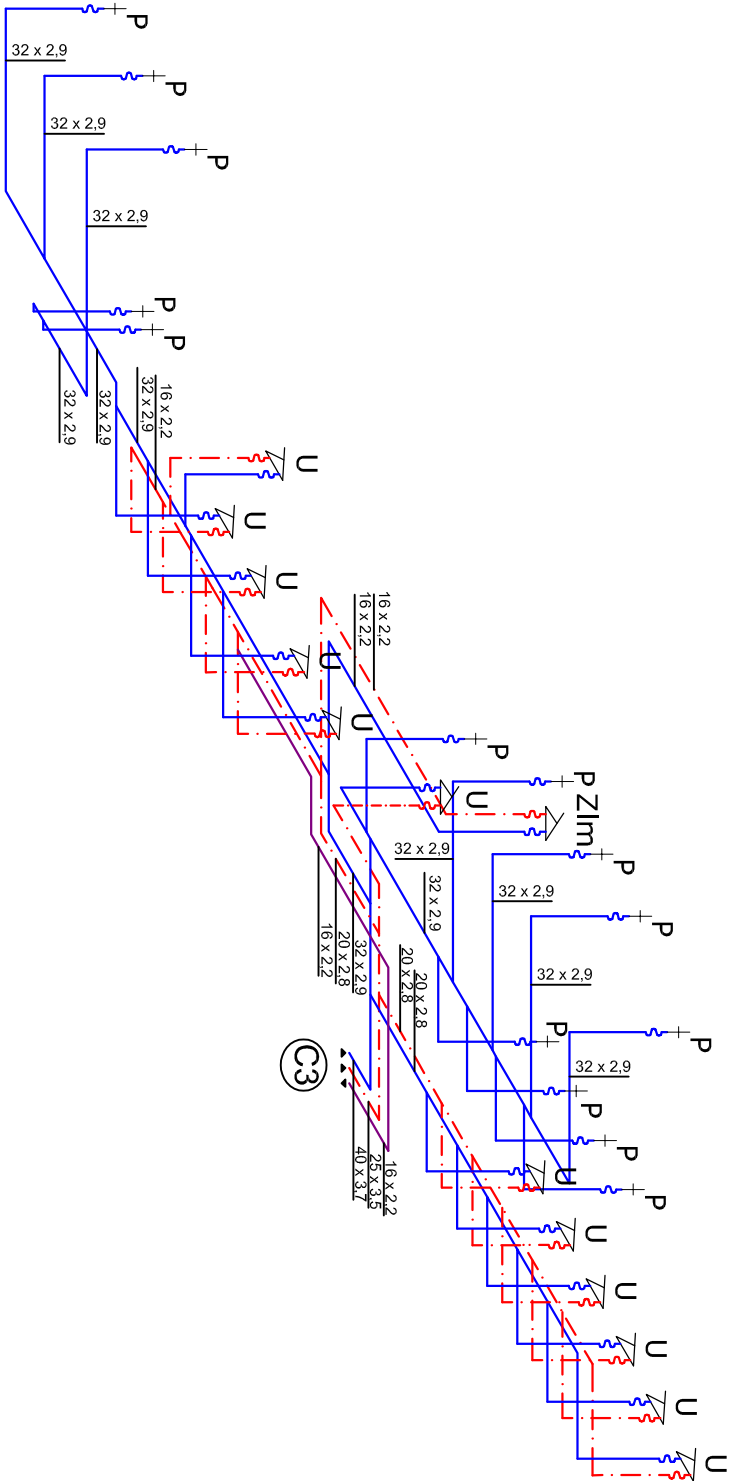 P
32 x 2,9
P
32 x 2,9
P
32 x 2,9
P
P
32 x 2,9
32 x 2,9
16 x 2,2
32 x 2,9
U
U
U
U
U
16 x 2,2
16 x 2,2
P
U
P
Zlm
32 x 2,9
P
32 x 2,9
32 x 2,9
P
32 x 2,9
32 x 2,9
20 x 2,8
16 x 2,2
20 x 2,8
20 x 2,8
P
32 x 2,9
P
P
P
P
C3
16 x 2,2
25 x 3,5
40 x 3,7
U
U
U
U
U
U